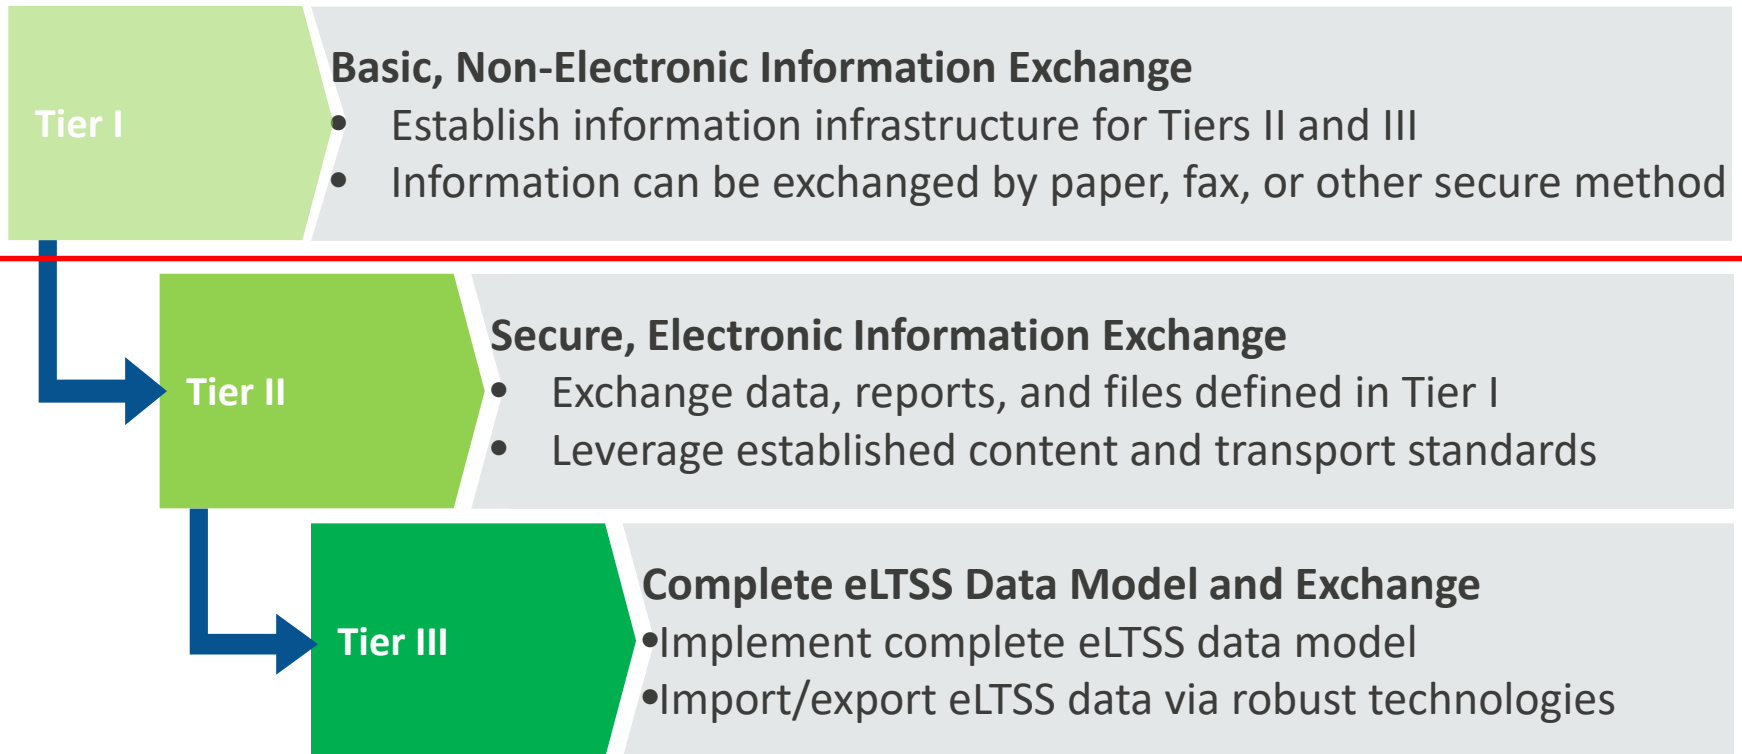 Tier I
Basic, Non-Electronic Information Exchange
• Establish information infrastructure for Tiers II and III
• Information can be exchanged by paper, fax, or other secure method
Tier II
Secure, Electronic Information Exchange
• Exchange data, reports, and files defined in Tier I
• Leverage established content and transport standards
Tier III
Complete eLTSS Data Model and Exchange
•Implement complete eLTSS data model
•Import/export eLTSS data via robust technologies